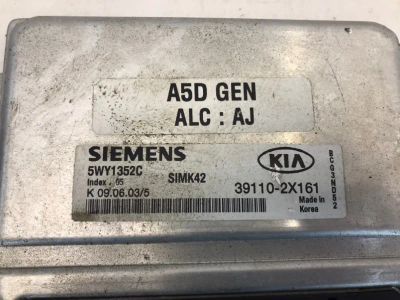 A5D GEN
ALC : AJ
SIEMENS
5WY1352C
Index . 05
SIMK42
K 09.06.03/5
KIA
39110-2X161
Made in
Korea
BCG3ND52